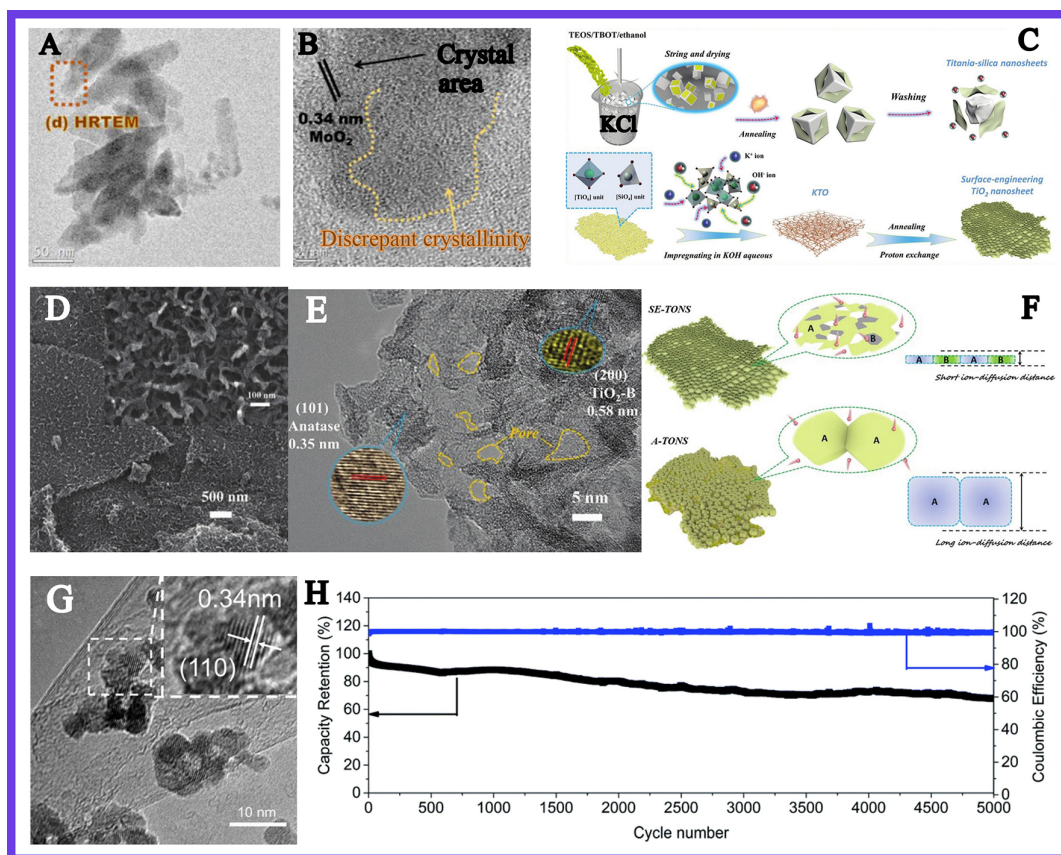 A
(d) HRTEM
50 nm
B
Crystal
area
0.34 nm
MoO₂
Discrepant crystallinity
C
TEOS/TBOT/ethanol
String and drying
KCl
Annealing
Washing
Titania-silica nanosheets
[TiO₆] unit
[SiO₄] unit
K⁺ ion
OH⁻ ion
Impregnating in KOH aqueous
KTO
Annealing
Proton exchange
Surface-engineering
TiO₂ nanosheet
D
100 nm
500 nm
E
(101)
Anatase
0.35 nm
(200)
TiO₂-B
0.58 nm
Pore
5 nm
F
SE-TONS
A
B
A B A B
Short ion-diffusion distance
A-TONS
A A
A A
Long ion-diffusion distance
G
0.34nm
(110)
10 nm
H
Capacity Retention (%)
140
120
100
80
60
40
20
0
Coulombic Efficiency (%)
120
100
80
60
40
20
0
0 500 1000 1500 2000 2500 3000 3500 4000 4500 5000
Cycle number